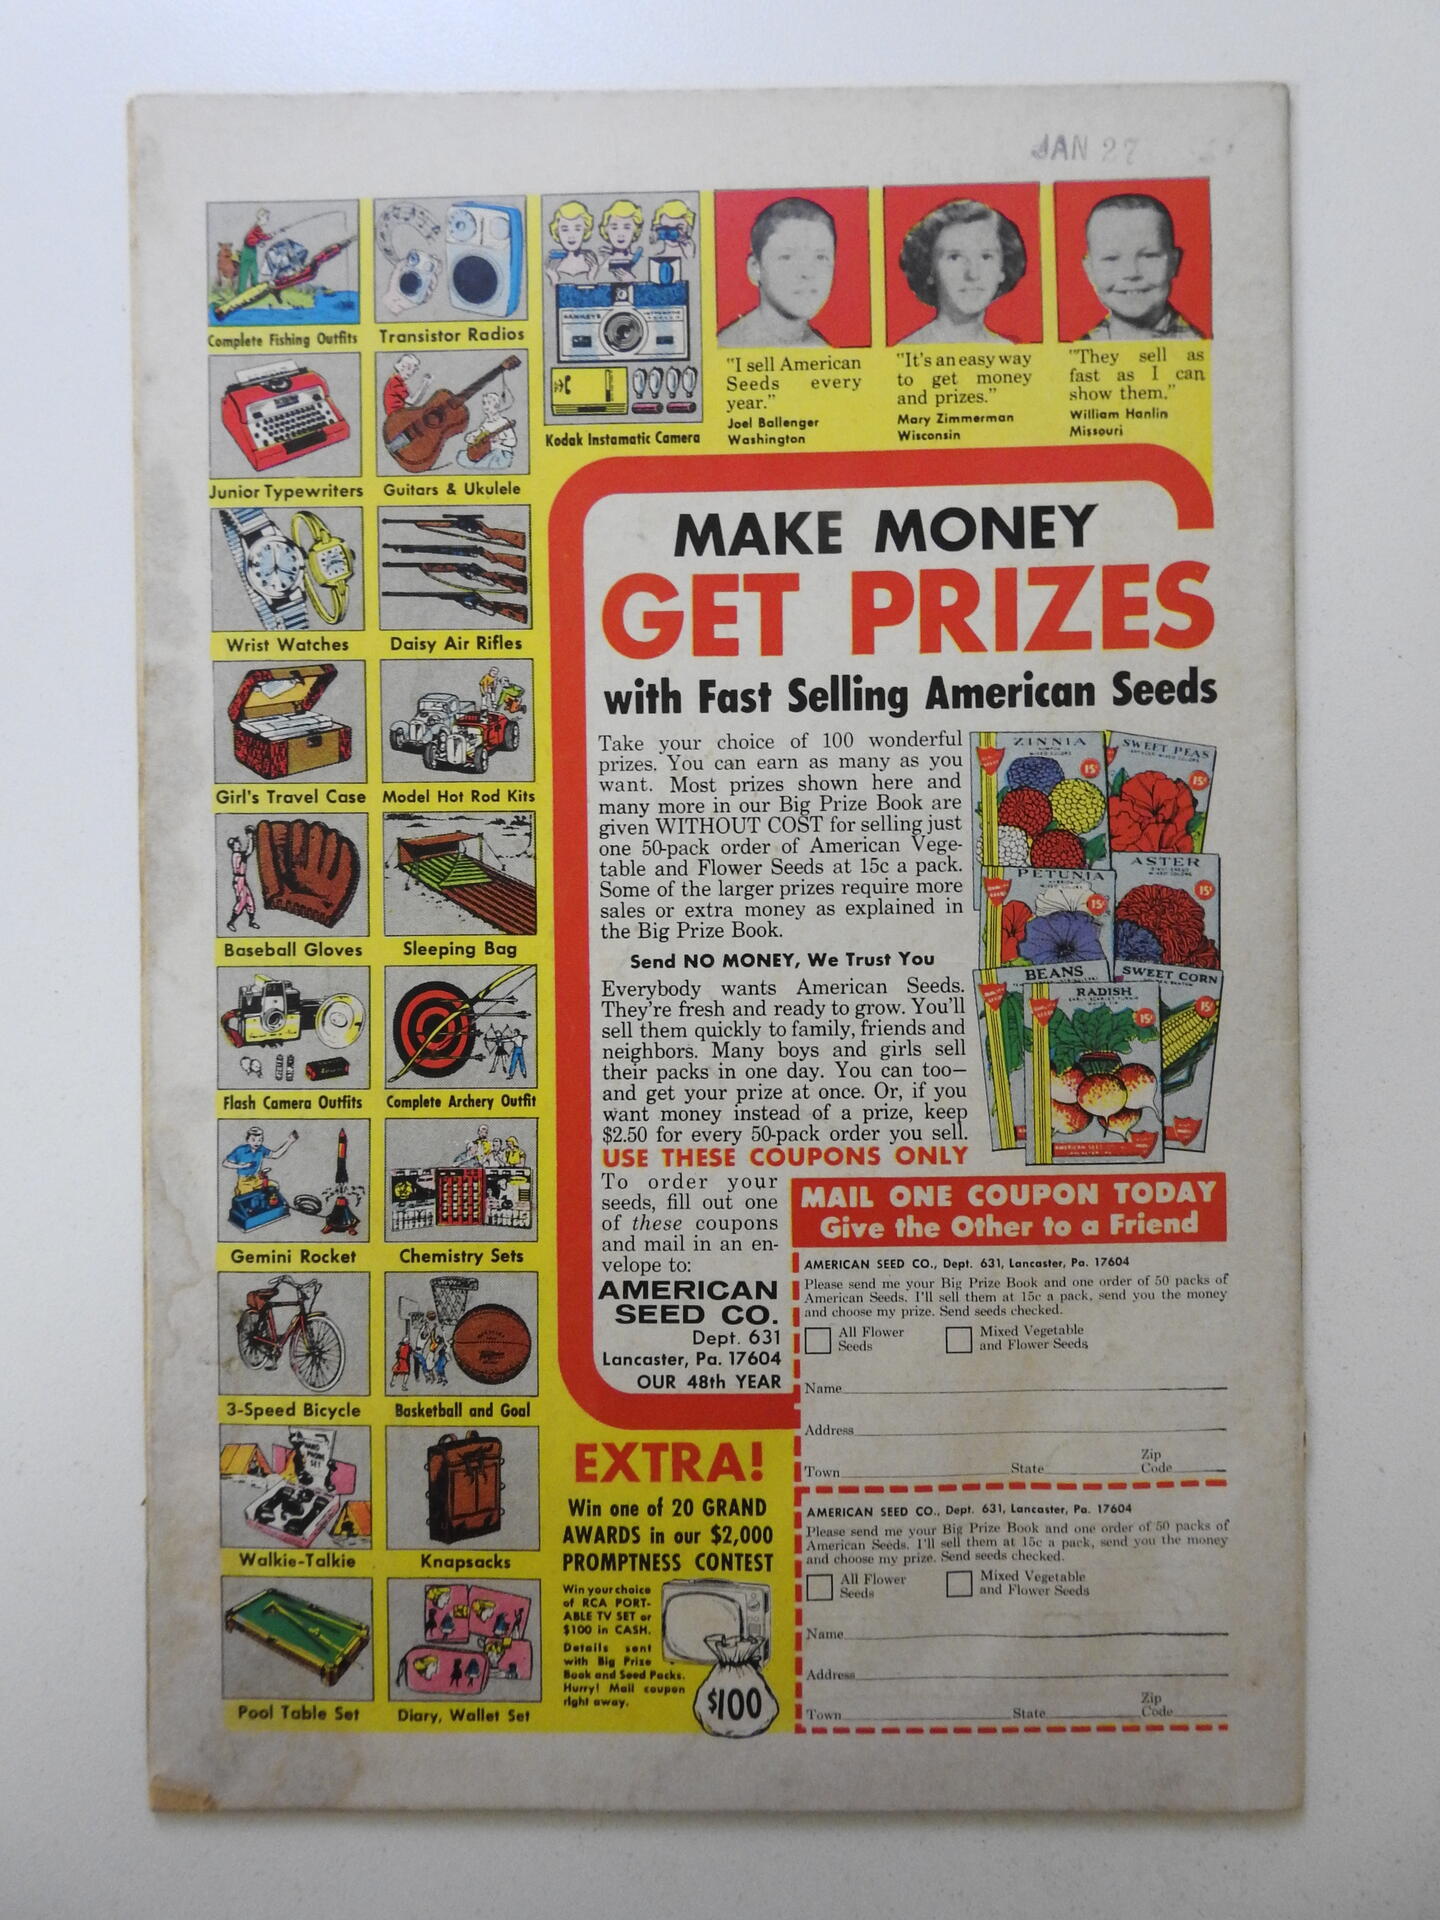 JAN 27
Complete Fishing Outfits
Transistor Radios
Kodak Instamatic Camera
Junior Typewriters
Guitars & Ukulele
Wrist Watches
Daisy Air Rifles
Girl's Travel Case
Model Hot Rod Kits
Baseball Gloves
Sleeping Bag
Flash Camera Outfits
Complete Archery Outfit
Gemini Rocket
Chemistry Sets
3-Speed Bicycle
Basketball and Goal
Walkie-Talkie
Knapsacks
Pool Table Set
Diary, Wallet Set
"I sell American
Seeds every
year."
Joel Ballenger
Washington
"It's an easy way
to get money
and prizes."
Mary Zimmerman
Wisconsin
"They sell as
fast as I can
show them."
William Hanlin
Missouri
MAKE MONEY
GET PRIZES
with Fast Selling American Seeds
Take your choice of 100 wonderful
prizes. You can earn as many as you
want. Most prizes shown here and
many more in our Big Prize Book are
given WITHOUT COST for selling just
one 50-pack order of American Vege-
table and Flower Seeds at 15c a pack.
Some of the larger prizes require more
sales or extra money as explained in
the Big Prize Book.
Send NO MONEY, We Trust You
Everybody wants American Seeds.
They're fresh and ready to grow. You'll
sell them quickly to family, friends and
neighbors. Many boys and girls sell
their packs in one day. You can too—
and get your prize at once. Or, if you
want money instead of a prize, keep
$2.50 for every 50-pack order you sell.
USE THESE COUPONS ONLY
To order your
seeds, fill out one
of these coupons
and mail in an en-
velope to:
AMERICAN
SEED CO.
Dept. 631
Lancaster, Pa. 17604
OUR 48th YEAR
ZINNIA
15¢
SWEET PEAS
15¢
PETUNIA
15¢
ASTER
15¢
BEANS
SWEET CORN
15¢
RADISH
15¢
MAIL ONE COUPON TODAY
Give the Other to a Friend
AMERICAN SEED CO., Dept. 631, Lancaster, Pa. 17604
Please send me your Big Prize Book and one order of 50 packs of
American Seeds. I'll sell them at 15c a pack, send you the money
and choose my prize. Send seeds checked.
All Flower
Seeds
Mixed Vegetable
and Flower Seeds
Name
Address
Town State Zip
Code
AMERICAN SEED CO., Dept. 631, Lancaster, Pa. 17604
Please send me your Big Prize Book and one order of 50 packs of
American Seeds. I'll sell them at 15c a pack, send you the money
and choose my prize. Send seeds checked.
All Flower
Seeds
Mixed Vegetable
and Flower Seeds
Name
Address
Town State Zip
Code
EXTRA!
Win one of 20 GRAND
AWARDS in our $2,000
PROMPTNESS CONTEST
Win your choice
of RCA PORT-
ABLE TV SET or
$100 in CASH.
Details sent
with Big Prize
Book and Seed Packs.
Hurry! Mail coupon
right away.
$100